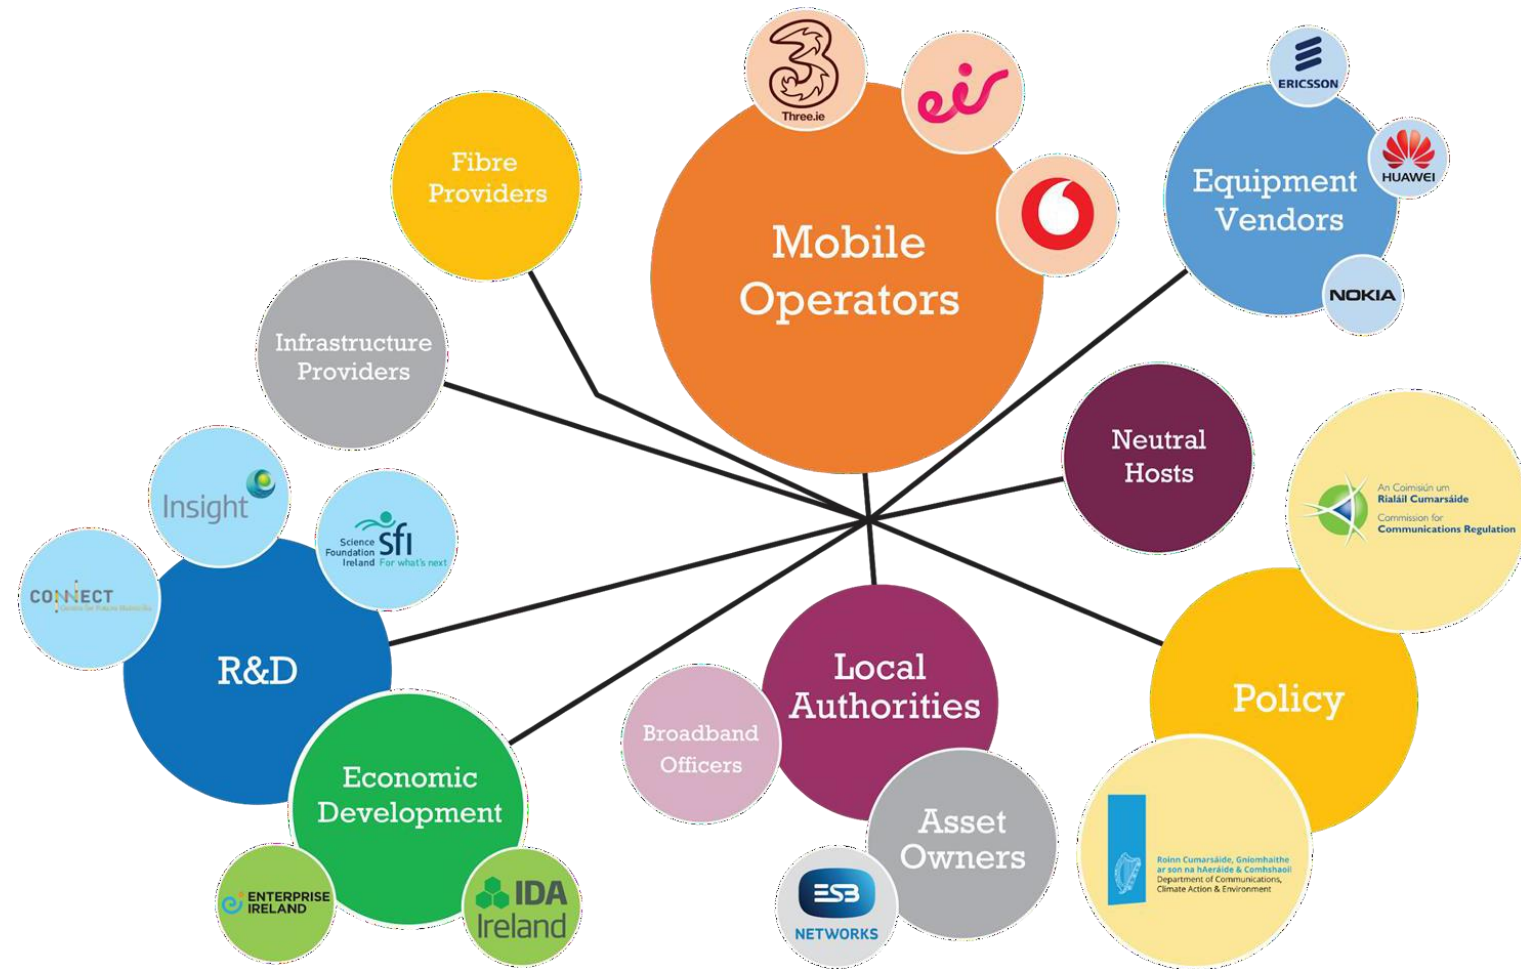 Three.ie
eir
ERICSSON
HUAWEI
NOKIA
Equipment
Vendors
Fibre
Providers
Mobile
Operators
Infrastructure
Providers
Neutral
Hosts
An Coimisiún um
Rialáil Cumarsáide
Commission for
Communications Regulation
Insight
Science
Foundation
Ireland
sfi
For what's next
CONNECT
R&D
Local
Authorities
Policy
Broadband
Officers
Economic
Development
Asset
Owners
ENTERPRISE
IRELAND
IDA
Ireland
ESB
NETWORKS
Roinn Cumarsáide, Gníomhaithe
ar son na hAeráide & Comhshaoil
Department of Communications,
Climate Action & Environment